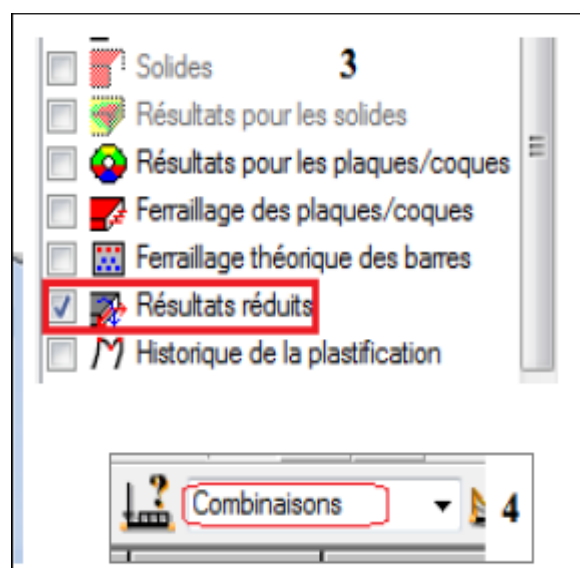 Solides 3
Résultats pour les solides
Résultats pour les plaques/coques
Ferraillage des plaques/coques
Ferraillage théorique des barres
Résultats réduits
Historique de la plastification
Combinaisons 4